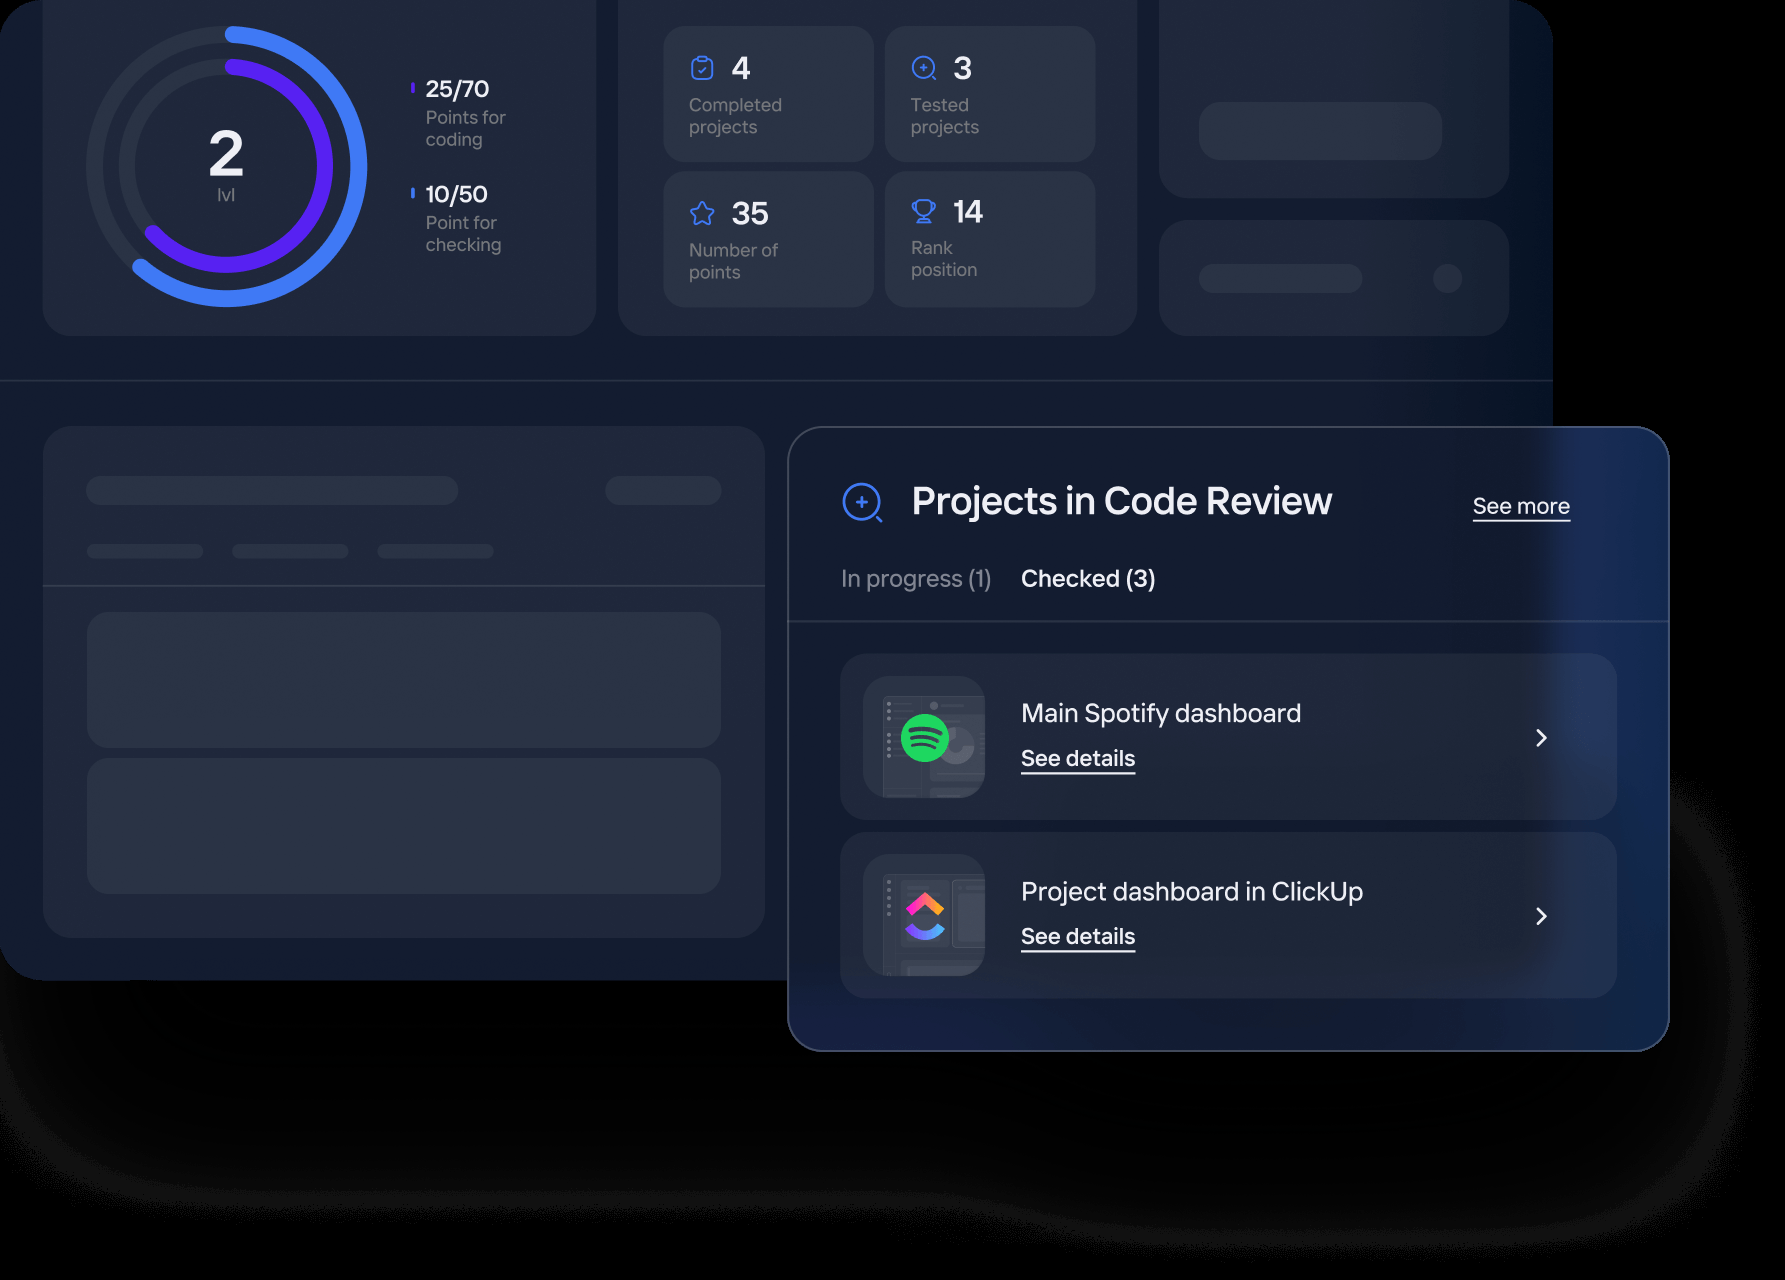 2
lvl
25/70
Points for
coding
10/50
Point for
checking
4
Completed
projects
3
Tested
projects
35
Number of
points
14
Rank
position
Projects in Code Review
See more
In progress (1) Checked (3)
Main Spotify dashboard
See details
Project dashboard in ClickUp
See details